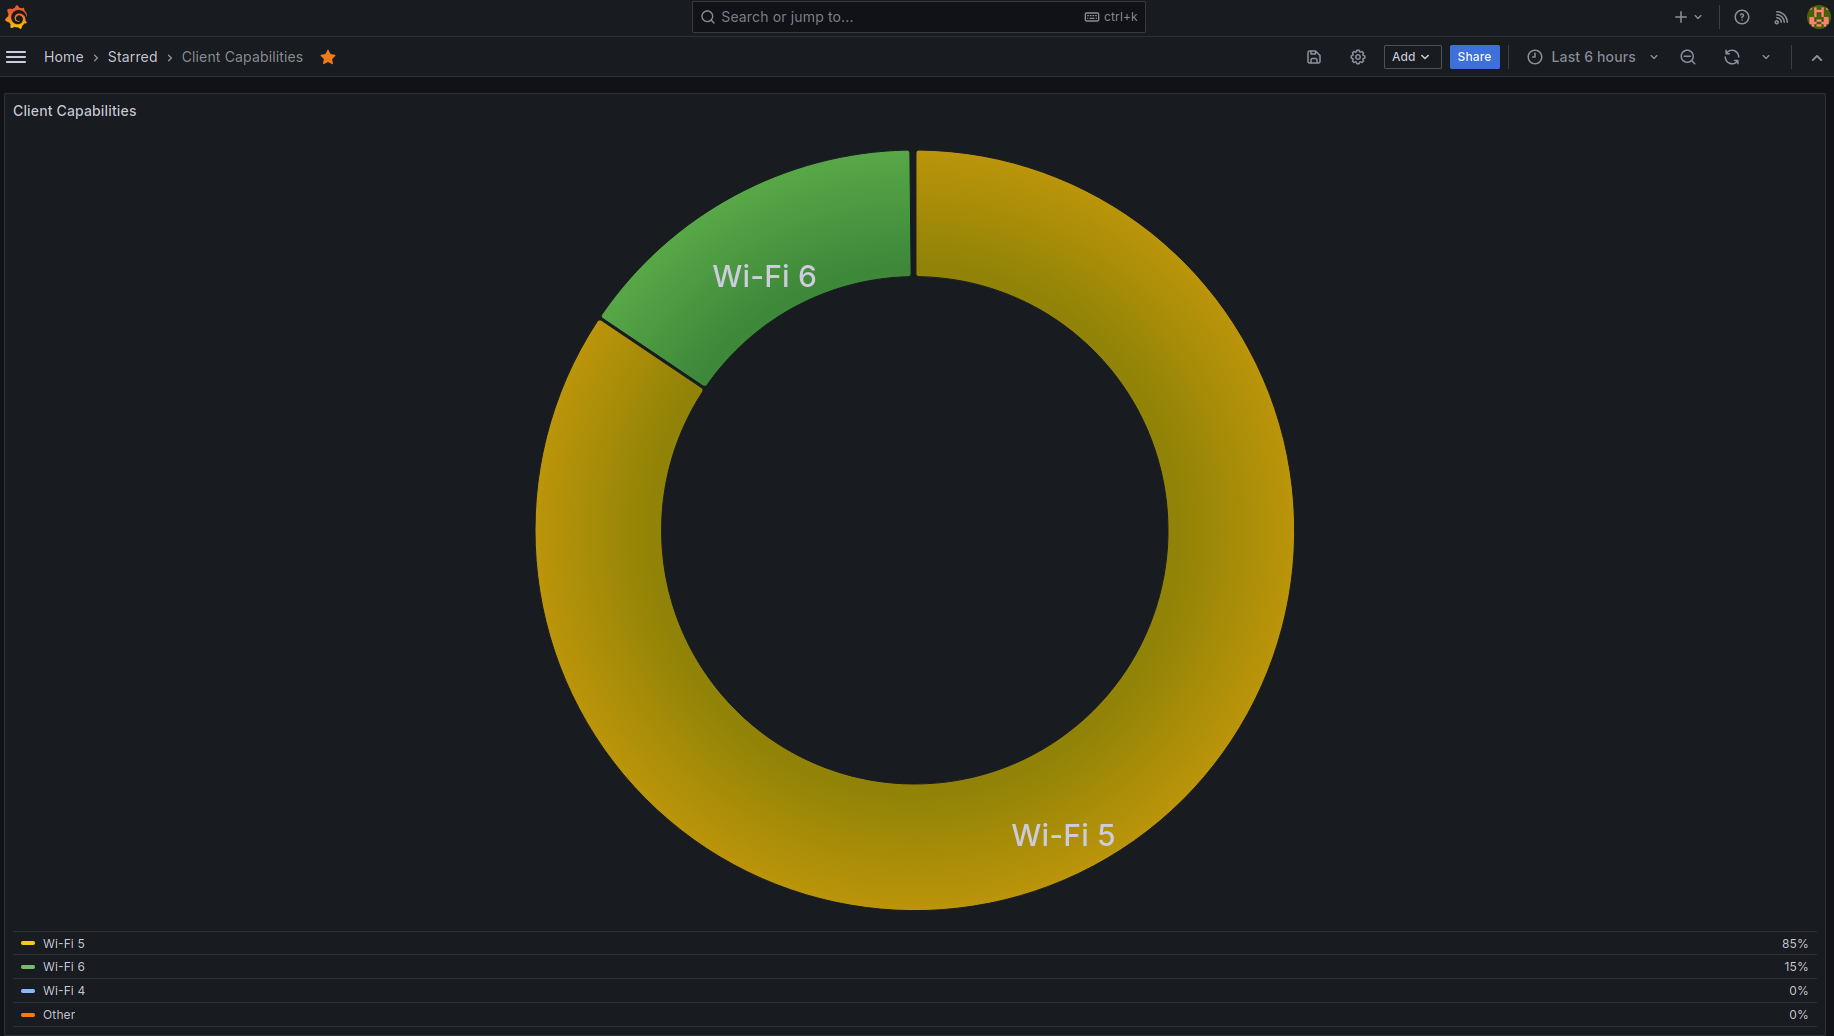 Search or jump to... ctrl+k
Home › Starred › Client Capabilities Add Share Last 6 hours
Client Capabilities
Wi-Fi 6
Wi-Fi 5
Wi-Fi 5 85%
Wi-Fi 6 15%
Wi-Fi 4 0%
Other 0%